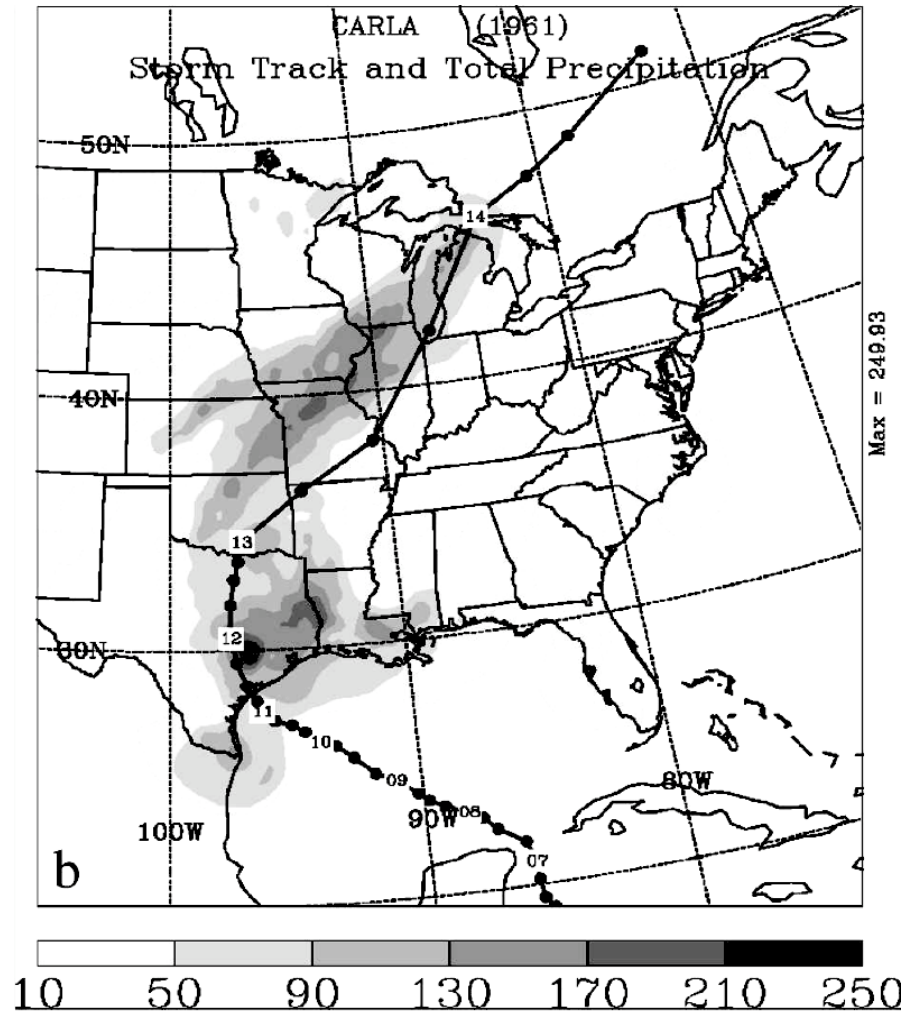 CARLA (1961)
Storm Track and Total Precipitation
50N
14
40N
Max = 249.93
13
12
30N
11
10
09
08
90W
80W
100W
07
b
10 50 90 130 170 210 250